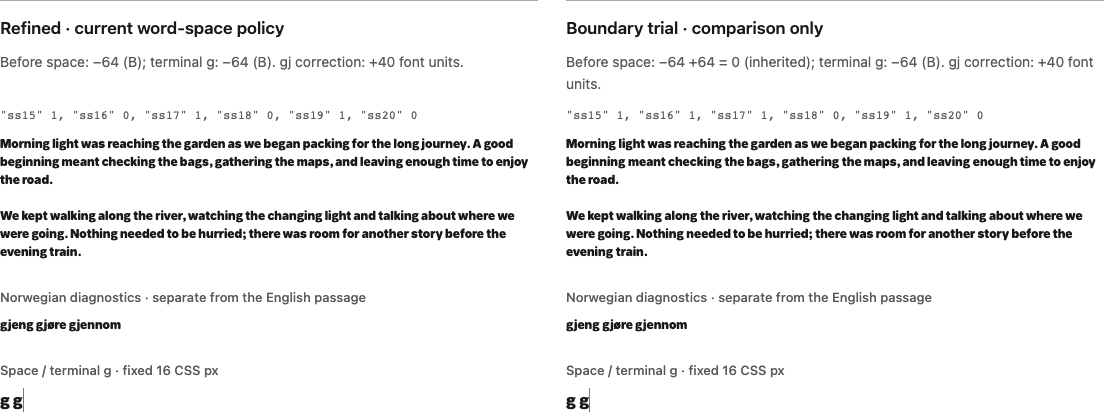 Refined · current word-space policy
Before space: −64 (B); terminal g: −64 (B). gj correction: +40 font units.
"ss15" 1, "ss16" 0, "ss17" 1, "ss18" 0, "ss19" 1, "ss20" 0
Morning light was reaching the garden as we began packing for the long journey. A good
beginning meant checking the bags, gathering the maps, and leaving enough time to enjoy
the road.
We kept walking along the river, watching the changing light and talking about where we
were going. Nothing needed to be hurried; there was room for another story before the
evening train.
Norwegian diagnostics · separate from the English passage
gjeng gjøre gjennom
Space / terminal g · fixed 16 CSS px
g g
Boundary trial · comparison only
Before space: −64 +64 = 0 (inherited); terminal g: −64 (B). gj correction: +40 font
units.
"ss15" 1, "ss16" 1, "ss17" 1, "ss18" 0, "ss19" 1, "ss20" 0
Morning light was reaching the garden as we began packing for the long journey. A good
beginning meant checking the bags, gathering the maps, and leaving enough time to enjoy
the road.
We kept walking along the river, watching the changing light and talking about where we
were going. Nothing needed to be hurried; there was room for another story before the
evening train.
Norwegian diagnostics · separate from the English passage
gjeng gjøre gjennom
Space / terminal g · fixed 16 CSS px
g g